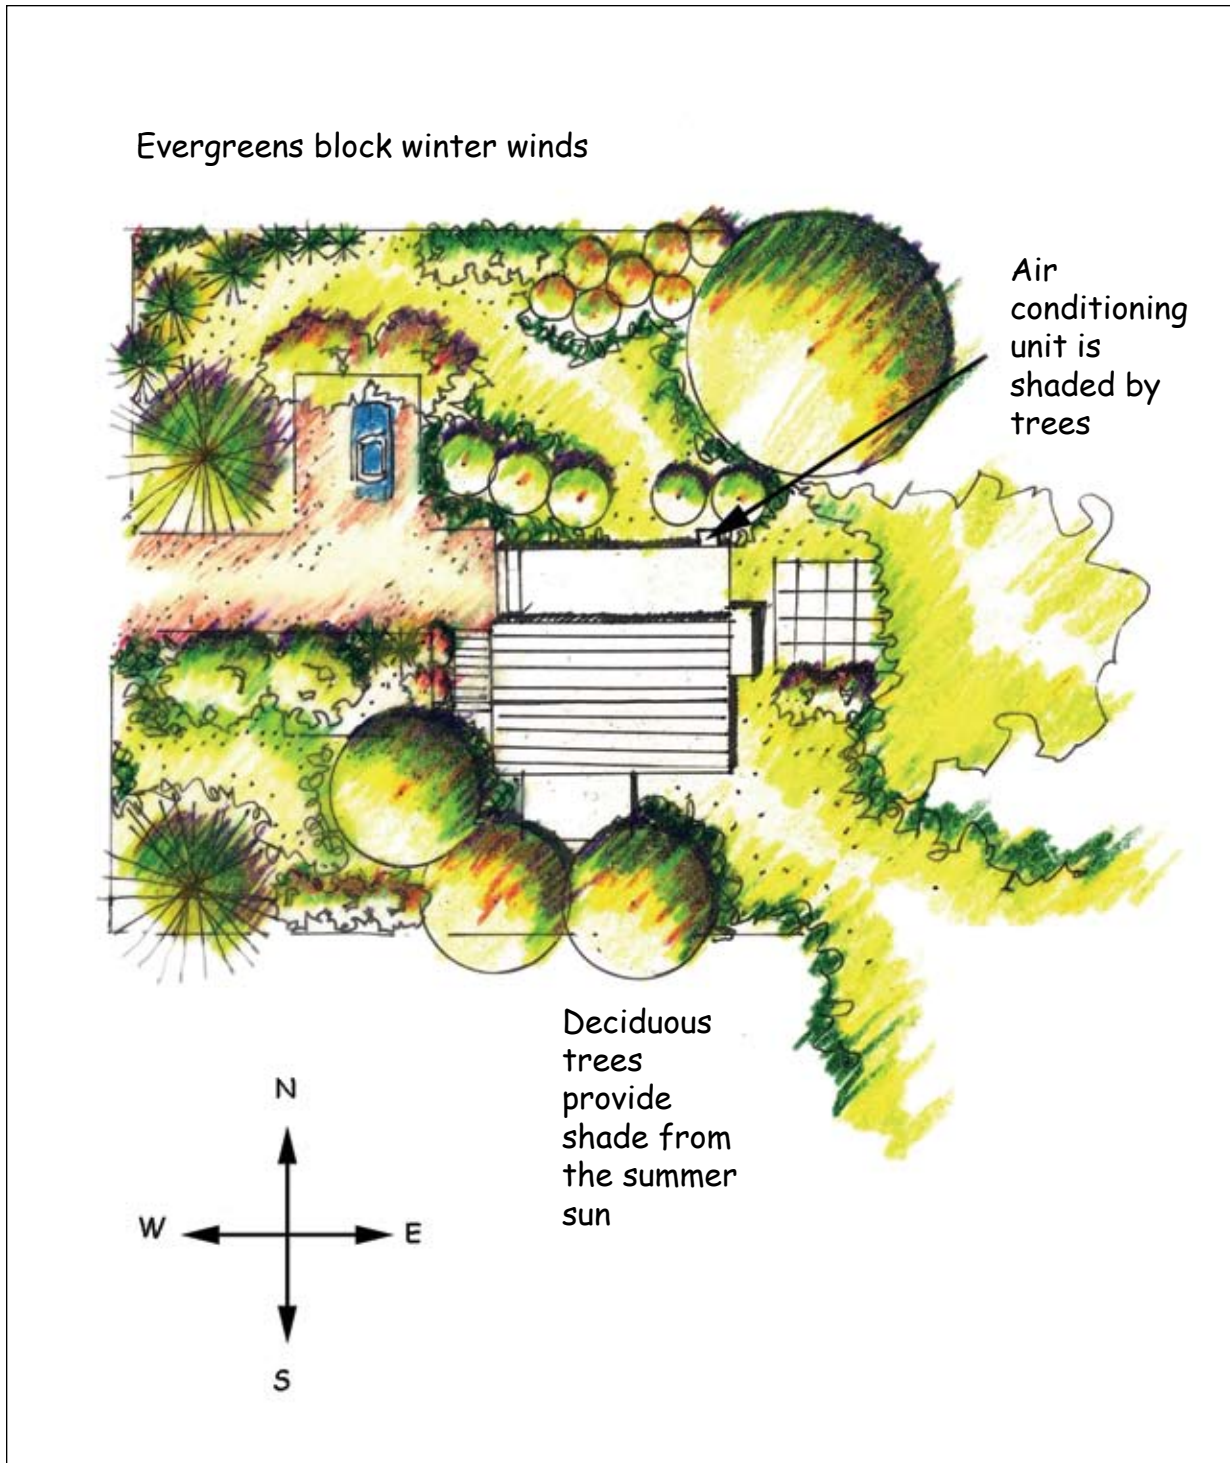 Evergreens block winter winds
Air
conditioning
unit is
shaded by
trees
Deciduous
trees
provide
shade from
the summer
sun
N
W
E
S